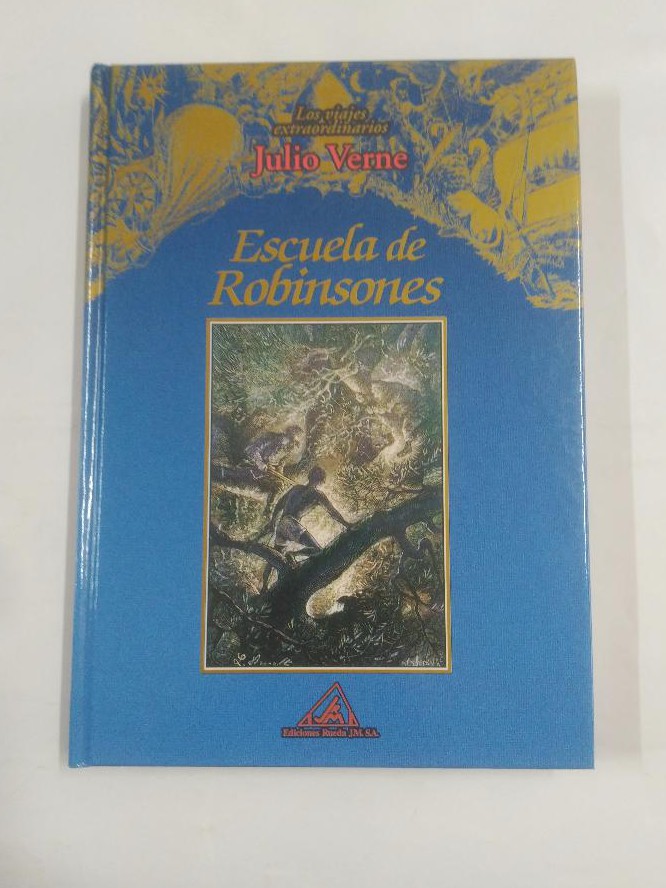 Los viajes
extraordinarios
Julio Verne
Escuela de
Robinsones
Ediciones Rueda J.M. S.A.